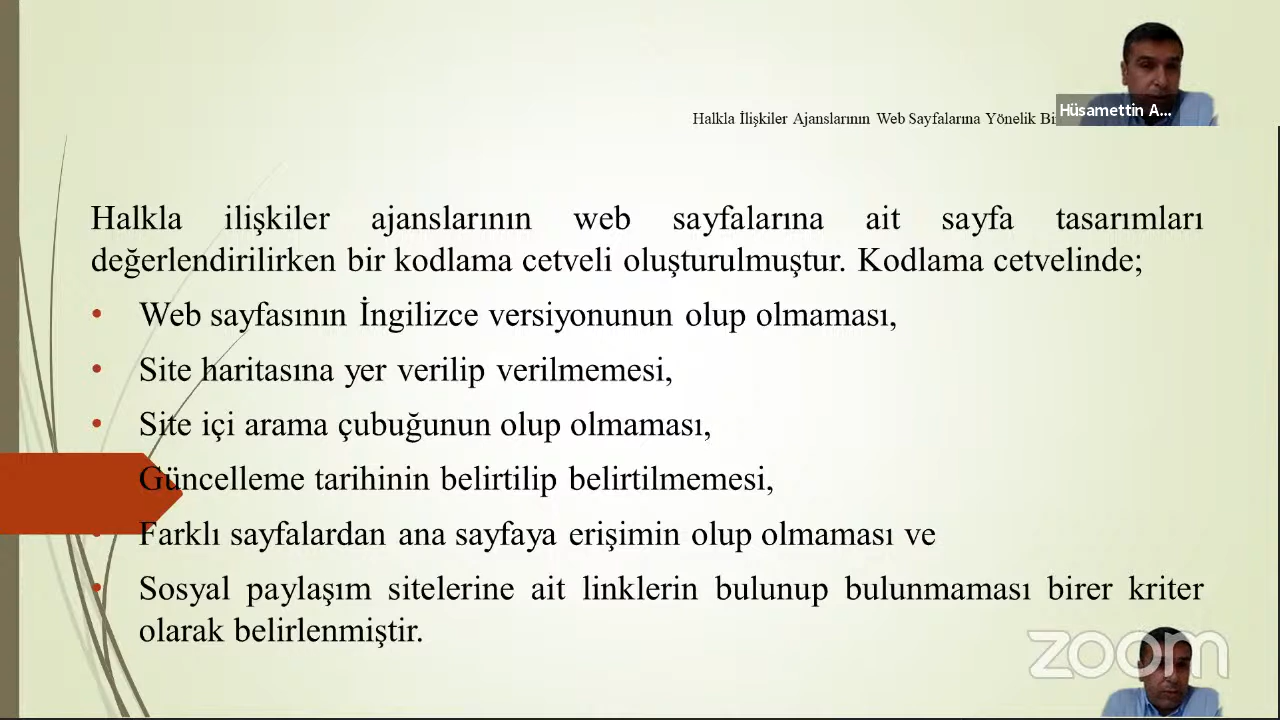 Hüsamettin A...
Halkla İlişkiler Ajanslarının Web Sayfalarına Yönelik
Halkla ilişkiler ajanslarının web sayfalarına ait sayfa tasarımları
değerlendirilirken bir kodlama cetveli oluşturulmuştur. Kodlama cetvelinde;
• Web sayfasının İngilizce versiyonunun olup olmaması,
• Site haritasına yer verilip verilmemesi,
• Site içi arama çubuğunun olup olmaması,
Güncelleme tarihinin belirtilip belirtilmemesi,
• Farklı sayfalardan ana sayfaya erişimin olup olmaması ve
• Sosyal paylaşım sitelerine ait linklerin bulunup bulunmaması birer kriter
olarak belirlenmiştir.
zoom